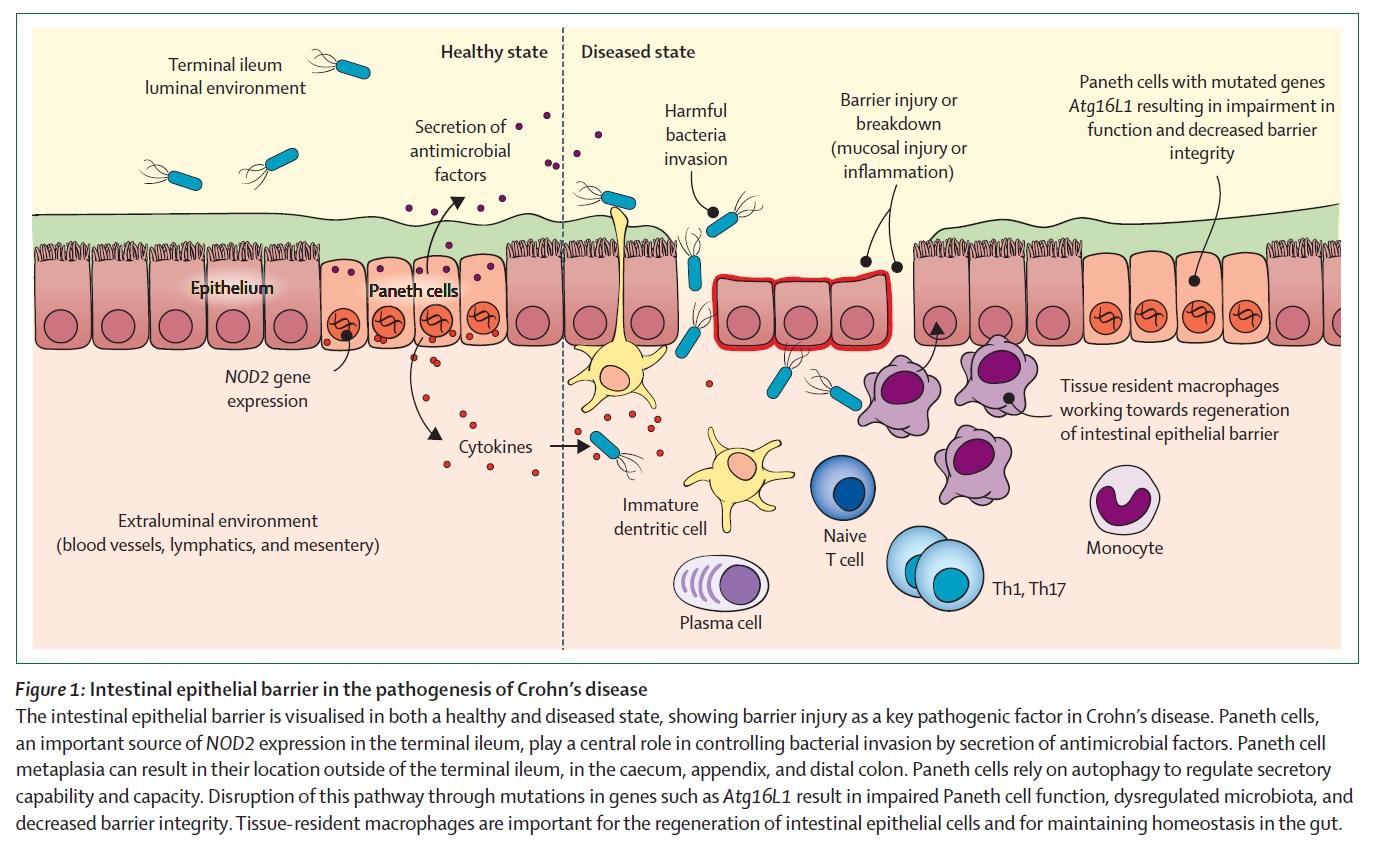 Healthy state
Diseased state
Terminal ileum
luminal environment
Secretion of
antimicrobial
factors
Harmful
bacteria
invasion
Barrier injury or
breakdown
(mucosal injury or
inflammation)
Paneth cells with mutated genes
Atg16L1 resulting in impairment in
function and decreased barrier
integrity
Epithelium
Paneth cells
NOD2 gene
expression
Cytokines
Tissue resident macrophages
working towards regeneration
of intestinal epithelial barrier
Extraluminal environment
(blood vessels, lymphatics, and mesentery)
Immature
dentritic cell
Naive
T cell
Monocyte
Th1, Th17
Plasma cell
Figure 1: Intestinal epithelial barrier in the pathogenesis of Crohn’s disease
The intestinal epithelial barrier is visualised in both a healthy and diseased state, showing barrier injury as a key pathogenic factor in Crohn’s disease. Paneth cells,
an important source of NOD2 expression in the terminal ileum, play a central role in controlling bacterial invasion by secretion of antimicrobial factors. Paneth cell
metaplasia can result in their location outside of the terminal ileum, in the caecum, appendix, and distal colon. Paneth cells rely on autophagy to regulate secretory
capability and capacity. Disruption of this pathway through mutations in genes such as Atg16L1 result in impaired Paneth cell function, dysregulated microbiota, and
decreased barrier integrity. Tissue-resident macrophages are important for the regeneration of intestinal epithelial cells and for maintaining homeostasis in the gut.